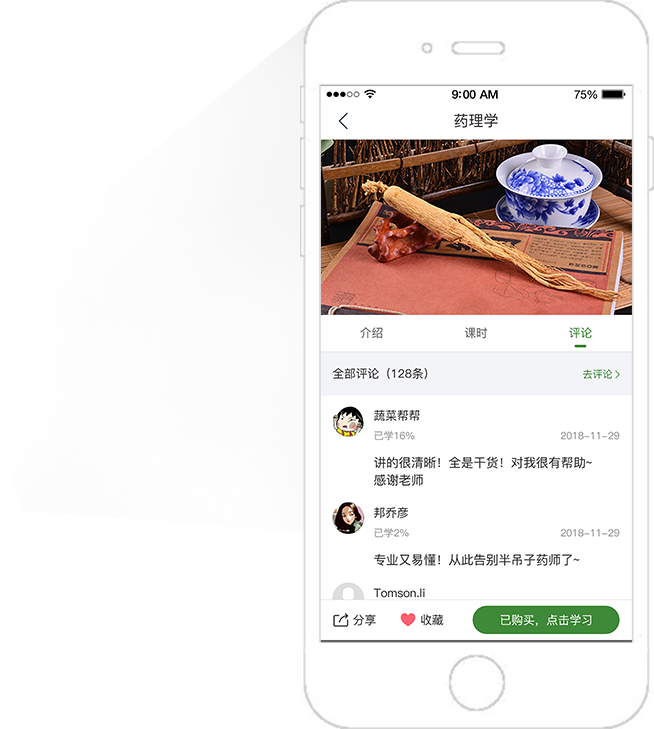 9:00 AM
75%
药理学
介绍
课时
评论
全部评论（128条）
去评论
蔬菜帮帮
已学16%
2018-11-29
讲的很清晰！全是干货！对我很有帮助~
感谢老师
邦乔彦
已学2%
2018-11-29
专业又易懂！从此告别半吊子药师了~
Tomson.li
分享
收藏
已购买，点击学习